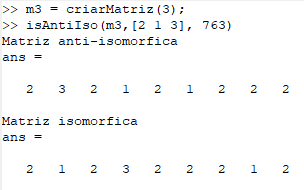 >> m3 = criarMatriz(3);
>> isAntiIso(m3,[2 1 3], 763)
Matriz anti-isomorfica
ans =
2 3 2 1 2 1 2 2 2
Matriz isomorfica
ans =
2 1 2 3 2 2 2 1 2